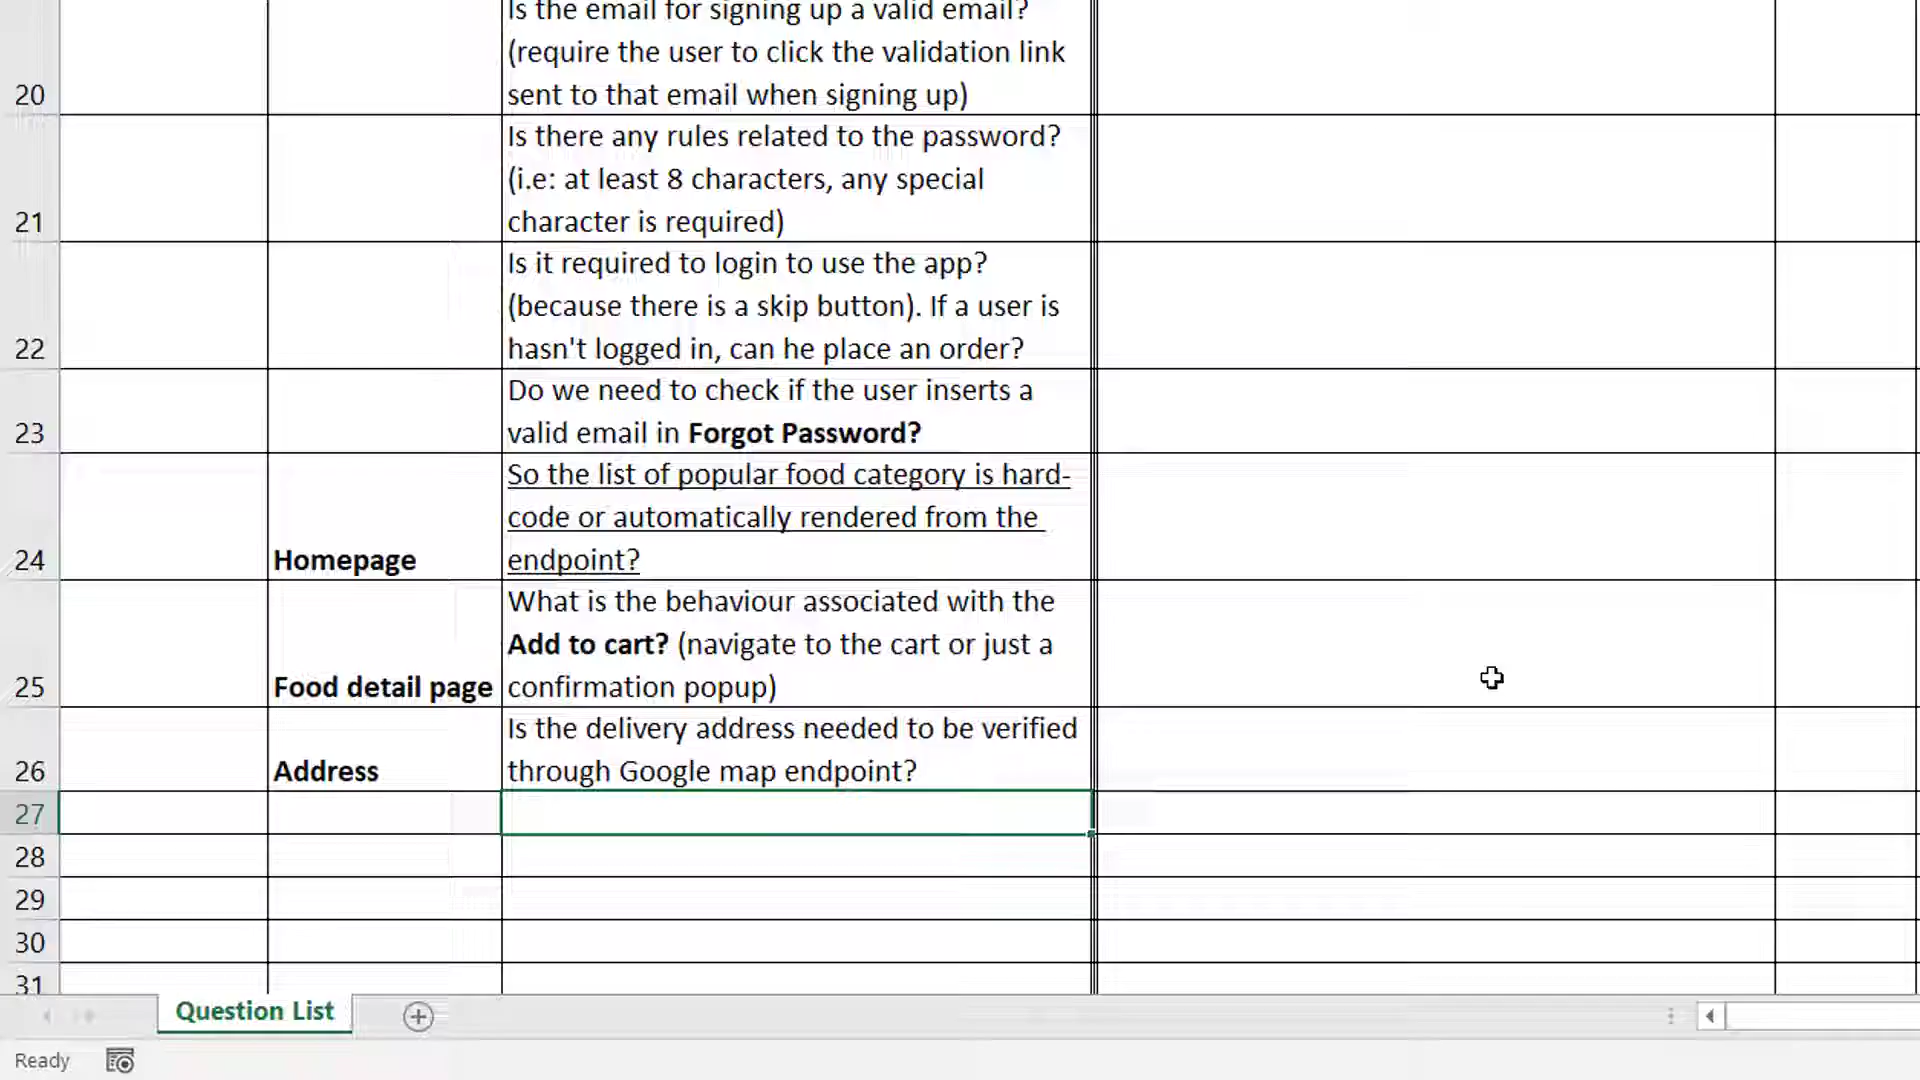 Is the email for signing up a valid email?
(require the user to click the validation link
20
sent to that email when signing up)
Is there any rules related to the password?
(i.e: at least 8 characters, any special
21
character is required)
Is it required to login to use the app?
(because there is a skip button). If a user is
22
hasn't logged in, can he place an order?
Do we need to check if the user inserts a
23
valid email in Forgot Password?
So the list of popular food category is hard-
code or automatically rendered from the
24
Homepage
endpoint?
What is the behaviour associated with the
Add to cart? (navigate to the cart or just a
25
Food detail page
confirmation popup)
Is the delivery address needed to be verified
26
Address
through Google map endpoint?
27
28
29
30
31
Question List
Ready